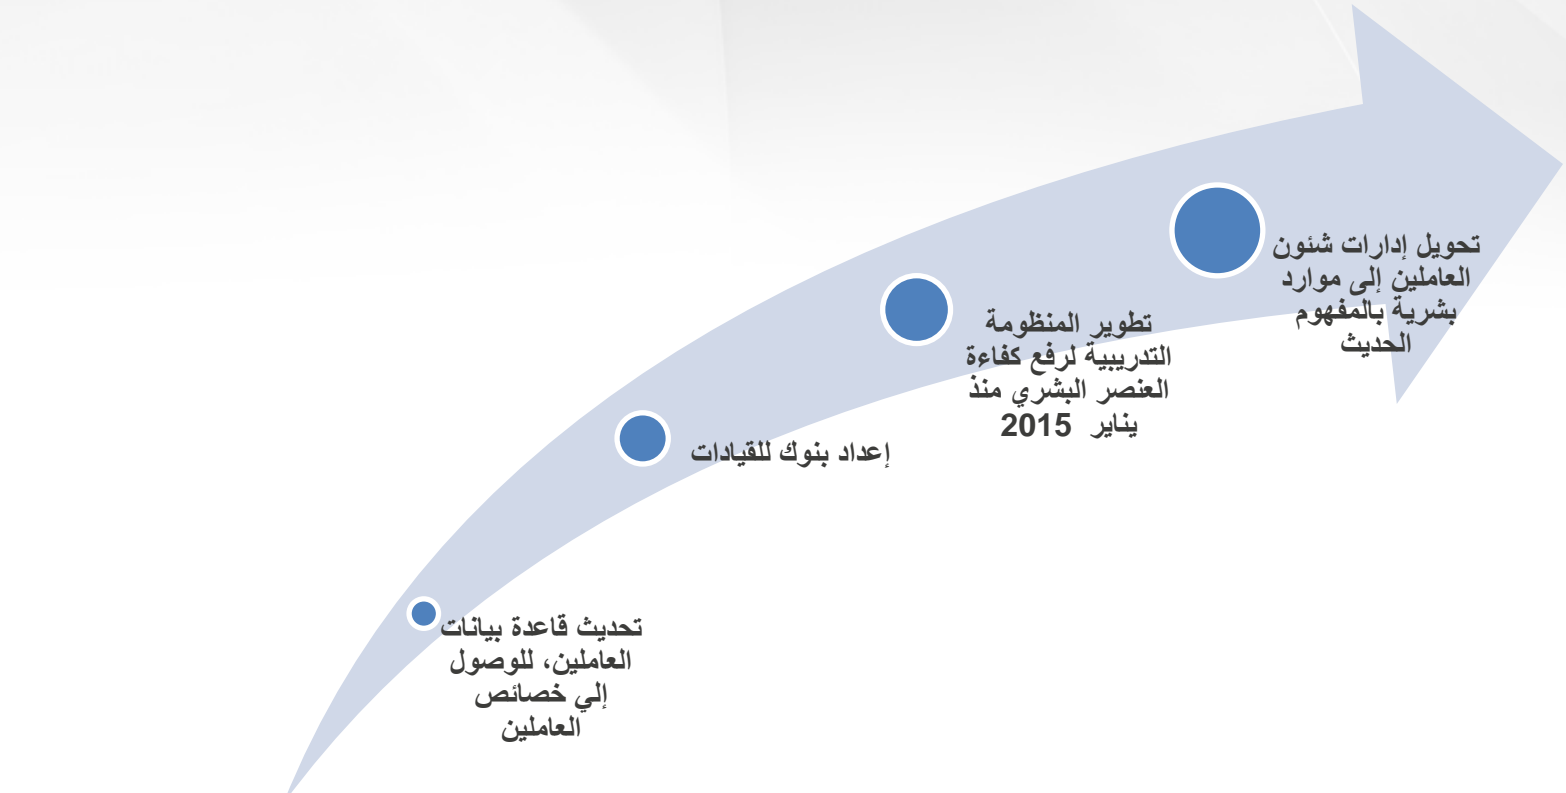 تحويل إدارات شئون
العاملين إلى موارد
بشرية بالمفهوم
الحديث
تطوير المنظومة
التدريبية لرفع كفاءة
العنصر البشري منذ
يناير 2015
إعداد بنوك للقيادات
تحديث قاعدة بيانات
العاملين، للوصول
إلي خصائص
العاملين